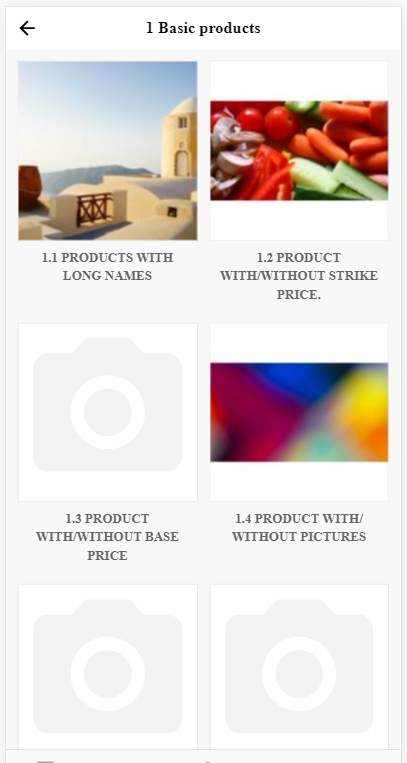 1 Basic products
1.1 PRODUCTS WITH
LONG NAMES
1.2 PRODUCT
WITH/WITHOUT STRIKE
PRICE.
1.3 PRODUCT
WITH/WITHOUT BASE
PRICE
1.4 PRODUCT WITH/
WITHOUT PICTURES